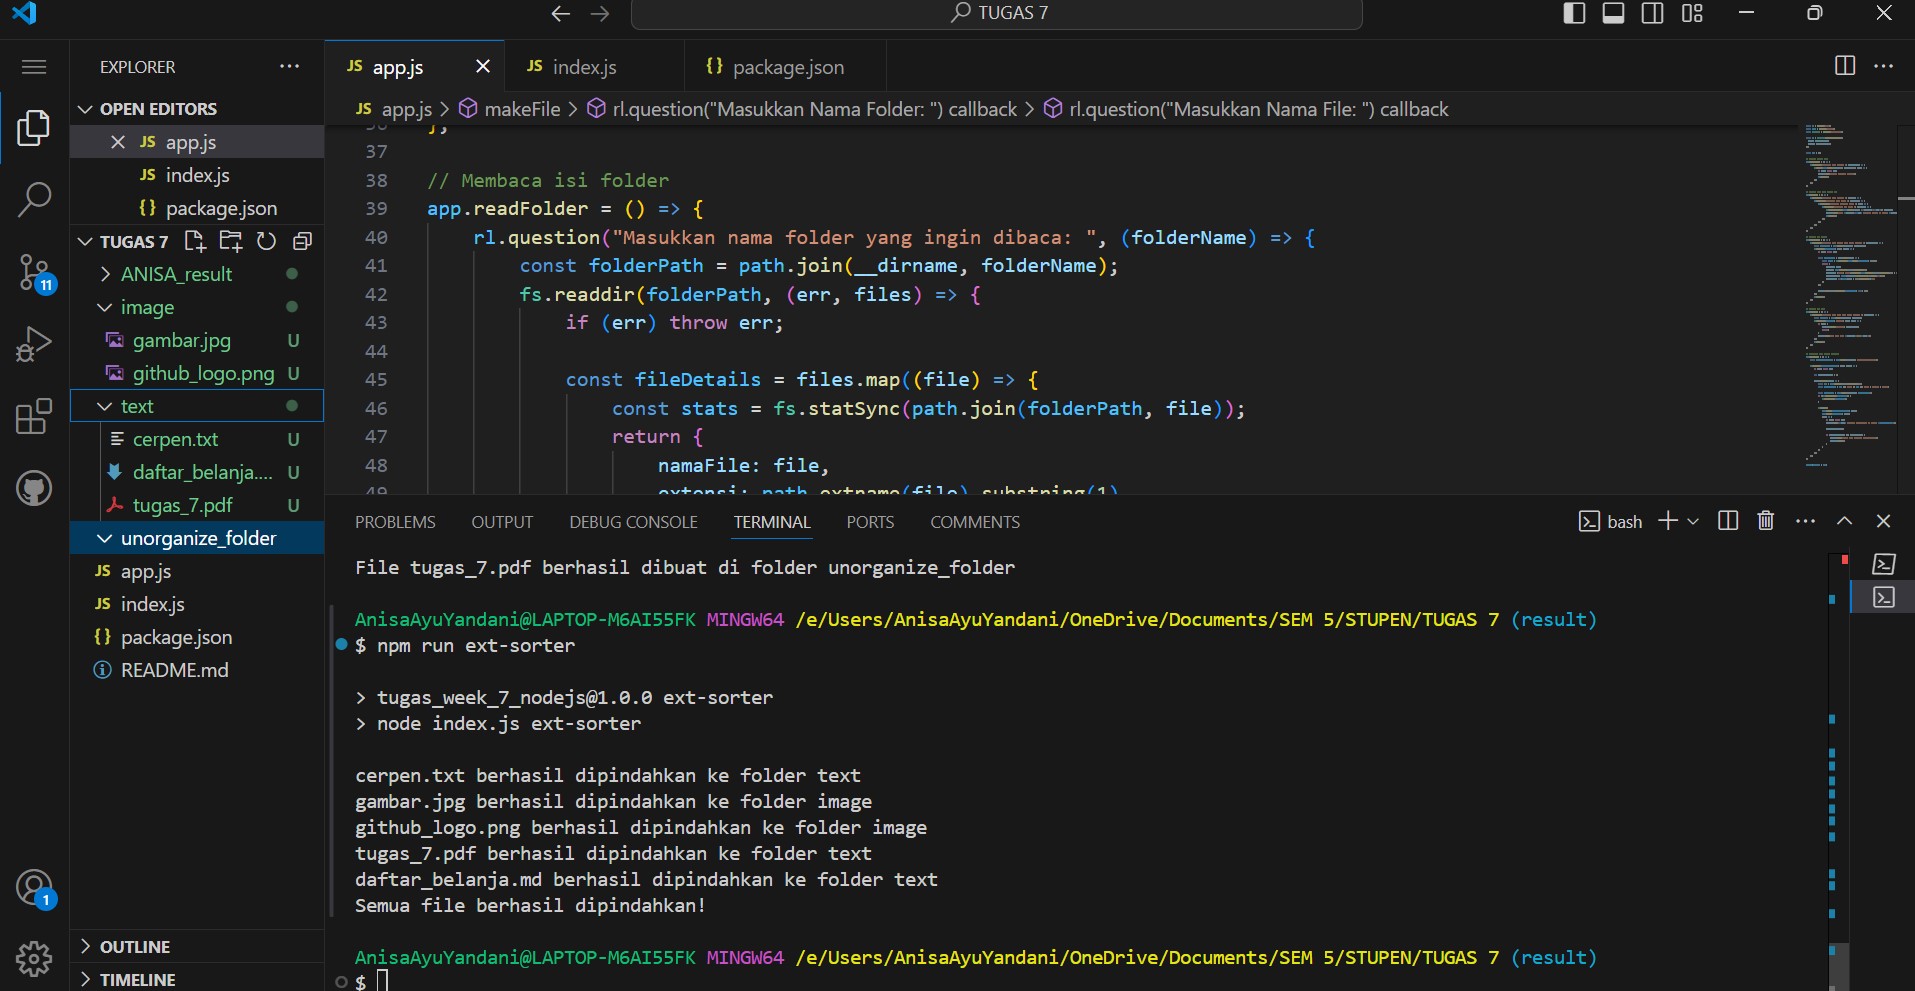 TUGAS 7
EXPLORER
OPEN EDITORS
JS app.js
JS index.js
{} package.json
TUGAS 7
ANISA_result
image
gambar.jpg U
github_logo.png U
text
cerpen.txt U
daftar_belanja.... U
tugas_7.pdf U
unorganize_folder
JS app.js
JS index.js
{} package.json
README.md
OUTLINE
TIMELINE
11
1
JS app.js
JS index.js
{} package.json
JS app.js > makeFile > rl.question("Masukkan Nama Folder: ") callback > rl.question("Masukkan Nama File: ") callback
36 };
37
38 // Membaca isi folder
39 app.readFolder = () => {
40 rl.question("Masukkan nama folder yang ingin dibaca: ", (folderName) => {
41 const folderPath = path.join(__dirname, folderName);
42 fs.readdir(folderPath, (err, files) => {
43 if (err) throw err;
44
45 const fileDetails = files.map((file) => {
46 const stats = fs.statSync(path.join(folderPath, file));
47 return {
48 namaFile: file,
49 extensi: path.extname(file).substring(1)
PROBLEMS OUTPUT DEBUG CONSOLE TERMINAL PORTS COMMENTS
bash
File tugas_7.pdf berhasil dibuat di folder unorganize_folder
AnisaAyuYandani@LAPTOP-M6AI55FK MINGW64 /e/Users/AnisaAyuYandani/OneDrive/Documents/SEM 5/STUPEN/TUGAS 7 (result)
$ npm run ext-sorter
> tugas_week_7_nodejs@1.0.0 ext-sorter
> node index.js ext-sorter
cerpen.txt berhasil dipindahkan ke folder text
gambar.jpg berhasil dipindahkan ke folder image
github_logo.png berhasil dipindahkan ke folder image
tugas_7.pdf berhasil dipindahkan ke folder text
daftar_belanja.md berhasil dipindahkan ke folder text
Semua file berhasil dipindahkan!
AnisaAyuYandani@LAPTOP-M6AI55FK MINGW64 /e/Users/AnisaAyuYandani/OneDrive/Documents/SEM 5/STUPEN/TUGAS 7 (result)
$